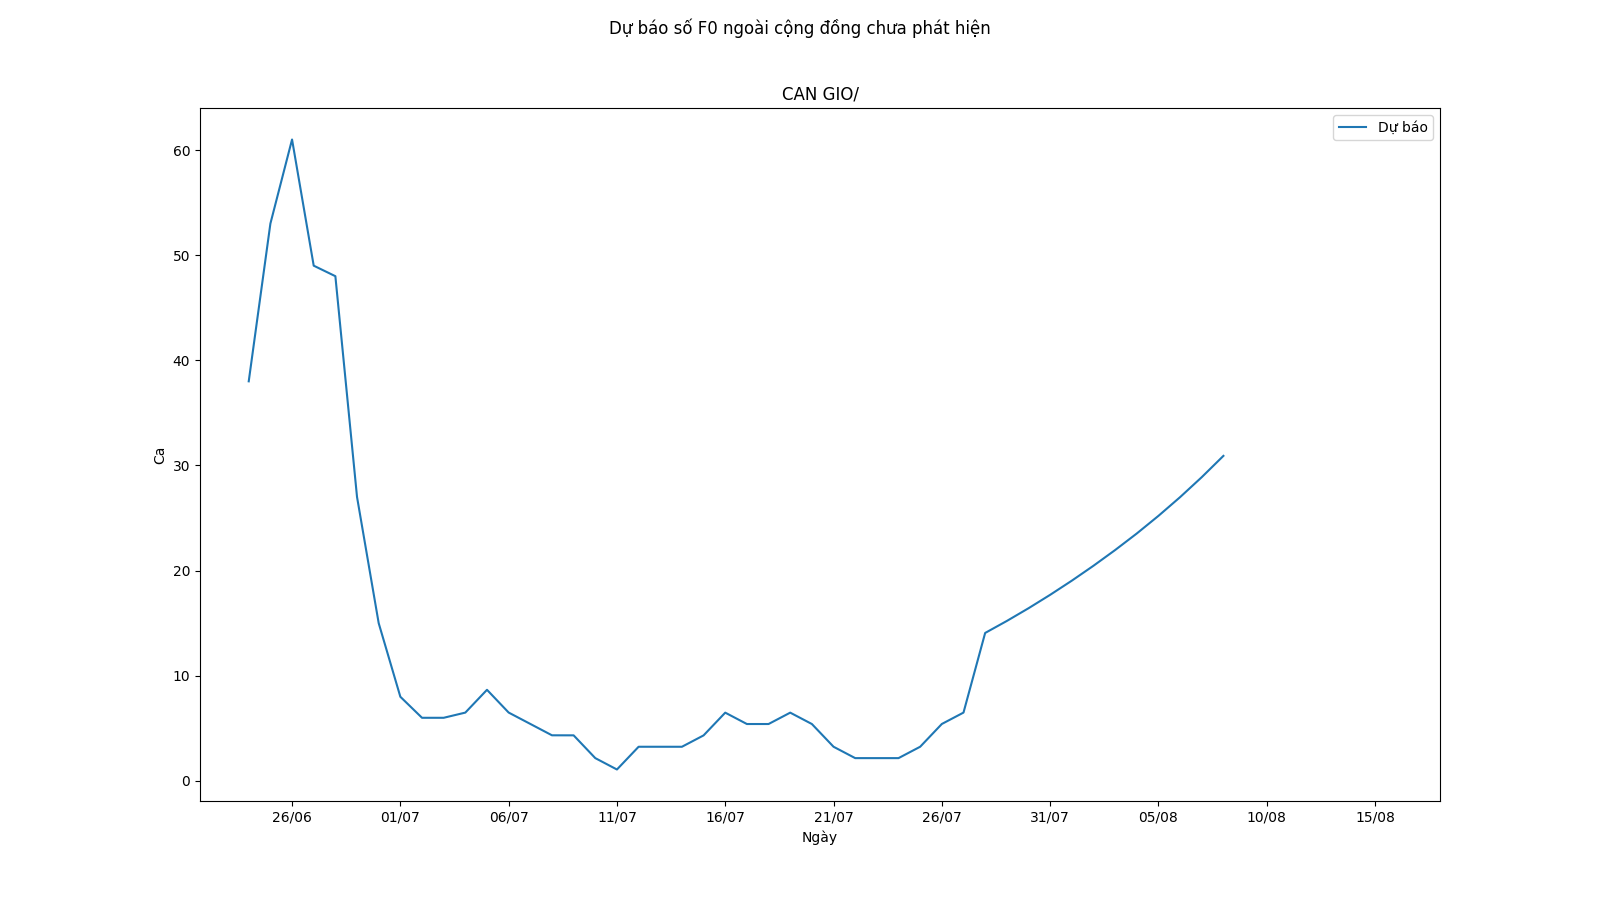 Dự báo số F0 ngoài cộng đồng chưa phát hiện
CAN GIO/
Dự báo
60
50
40
30
20
10
0
Ca
26/06 01/07 06/07 11/07 16/07 21/07 26/07 31/07 05/08 10/08 15/08
Ngày